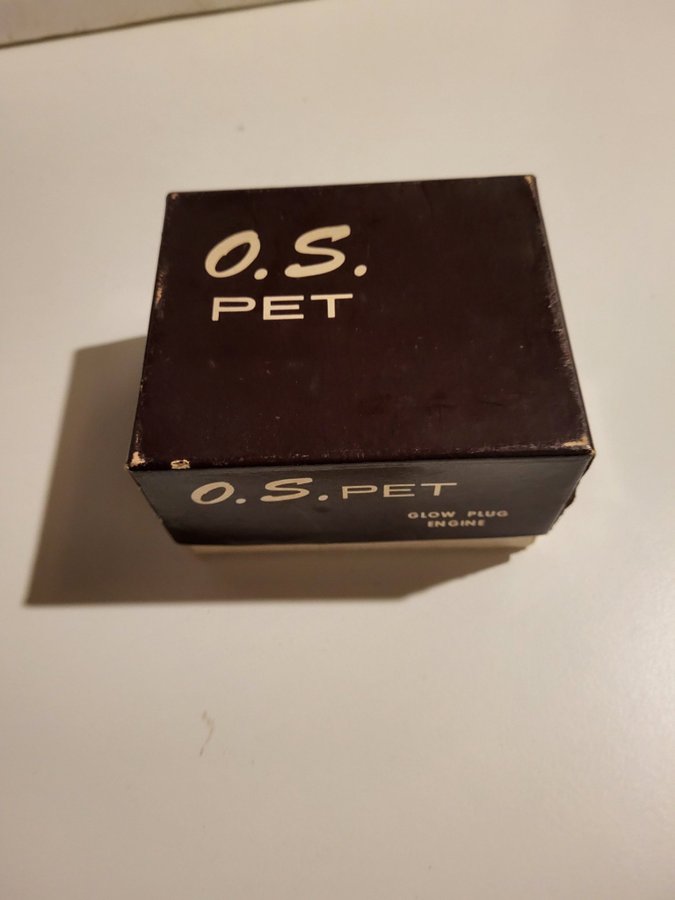 O.S.
PET
O.S. PET
GLOW PLUG
ENGINE